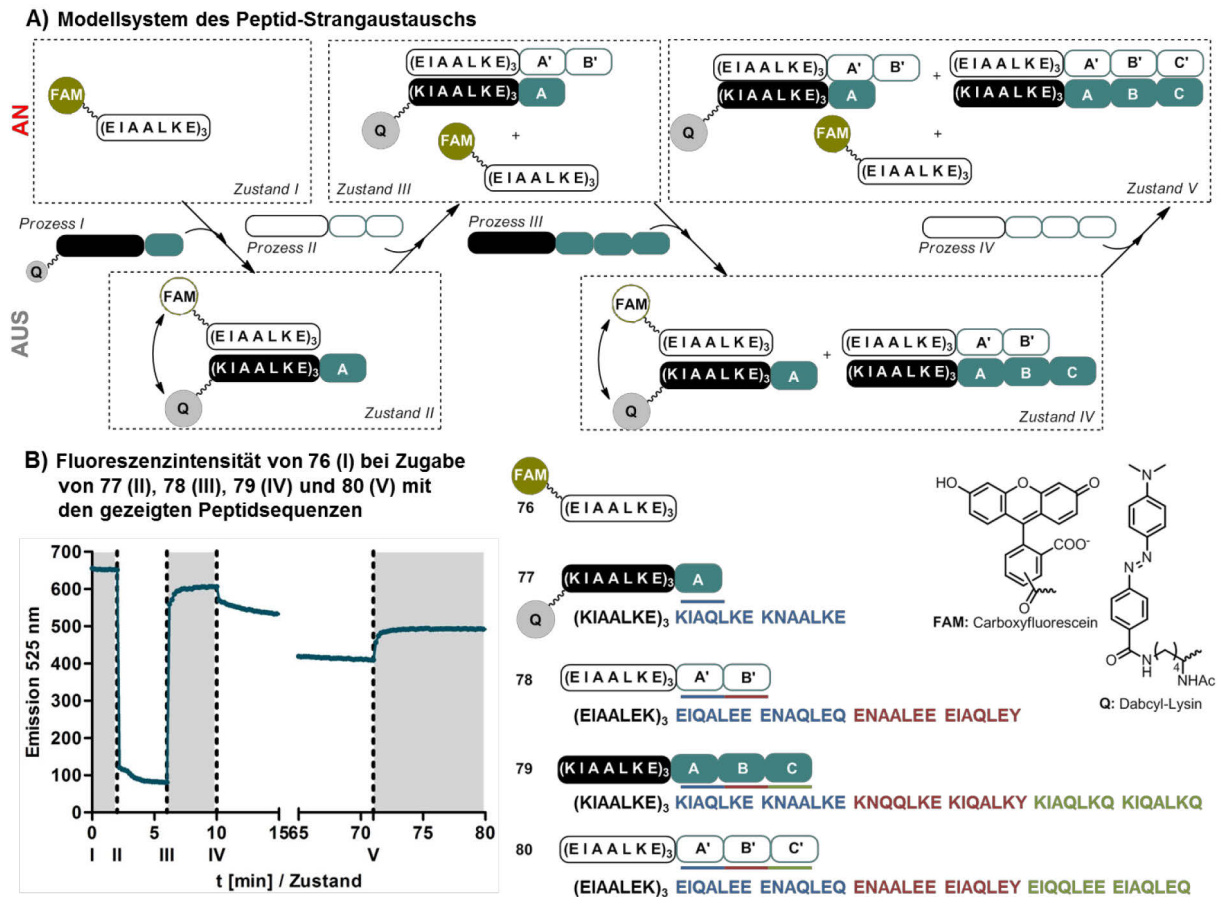 A) Modellsystem des Peptid-Strangaustauschs
AN
FAM
(E I A A L K E)3
Zustand I
(E I A A L K E)3 A' B'
(K I A A L K E)3 A
Q
+
FAM
(E I A A L K E)3
Zustand III
(E I A A L K E)3 A' B' + (E I A A L K E)3 A' B' C'
(K I A A L K E)3 A (K I A A L K E)3 A B C
Q
FAM +
(E I A A L K E)3
Zustand V
Prozess I
Q
Prozess II
Prozess III
Prozess IV
AUS
FAM
(E I A A L K E)3
(K I A A L K E)3 A
Q
Zustand II
FAM
(E I A A L K E)3 + (E I A A L K E)3 A' B'
(K I A A L K E)3 A (K I A A L K E)3 A B C
Q
Zustand IV
B) Fluoreszenzintensität von 76 (I) bei Zugabe
von 77 (II), 78 (III), 79 (IV) und 80 (V) mit
den gezeigten Peptidsequenzen
Emission 525 nm
700
600
500
400
300
200
100
0
0 5 10 15 65 70 75 80
I II III IV V
t [min] / Zustand
FAM
76 (E I A A L K E)3
77 (K I A A L K E)3 A
Q
(KIAALKE)3 KIAQLKE KNAALKE
78 (E I A A L K E)3 A' B'
(EIAALEK)3 EIQALEE ENAQLEQ ENAALEE EIAQLEY
79 (K I A A L K E)3 A B C
(KIAALKE)3 KIAQLKE KNAALKE KNQQLKE KIQALKY KIAQLKQ KIQALKQ
80 (E I A A L K E)3 A' B' C'
(EIAALEK)3 EIQALEE ENAQLEQ ENAALEE EIAQLEY EIQQLEE EIAQLEQ
HO O O
COO-
O
FAM: Carboxyfluorescein
N
N
N
O
N
H
4
NHAc
Q: Dabcyl-Lysin